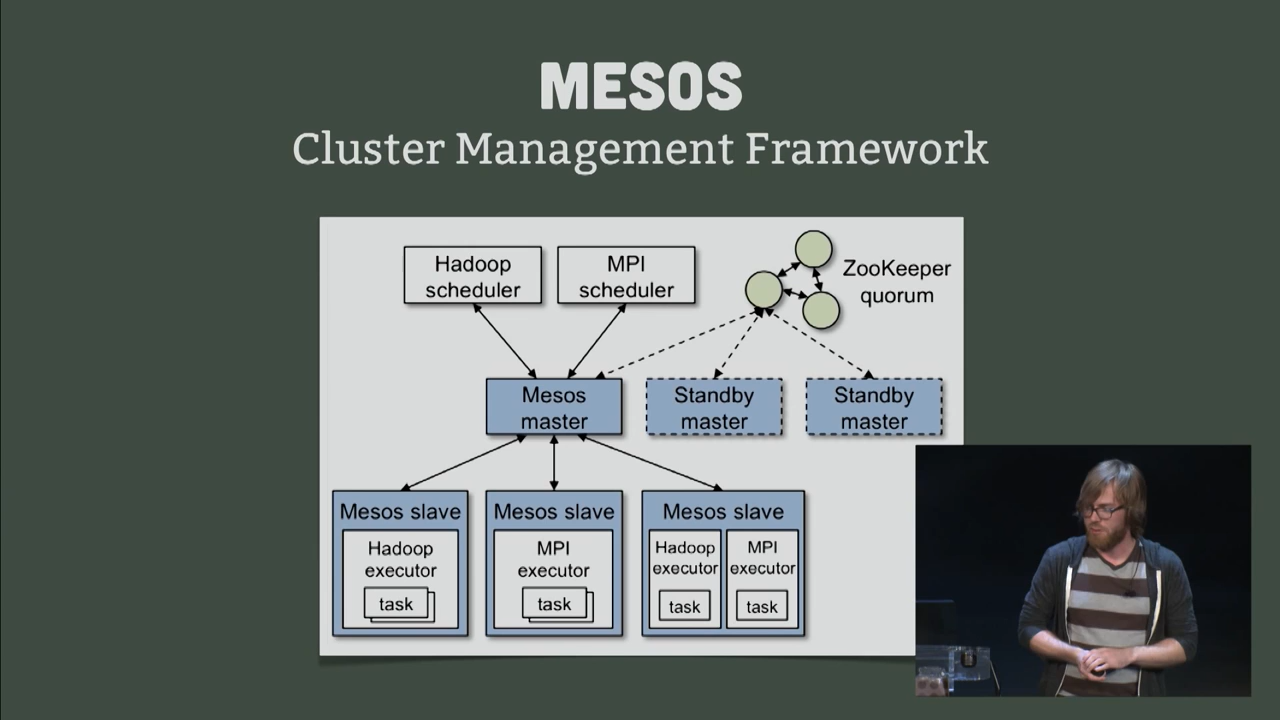 MESOS
Cluster Management Framework
Hadoop
scheduler
MPI
scheduler
ZooKeeper
quorum
Mesos
master
Standby
master
Standby
master
Mesos slave
Hadoop
executor
task
Mesos slave
MPI
executor
task
Mesos slave
Hadoop
executor
task
MPI
executor
task